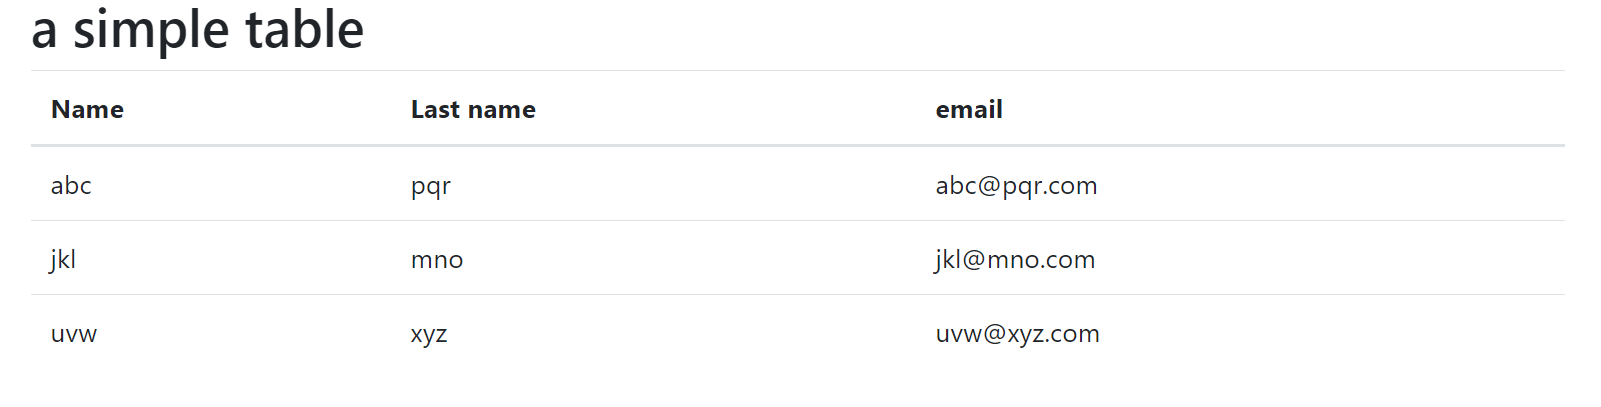 a simple table
Name Last name email
abc pqr abc@pqr.com
jkl mno jkl@mno.com
uvw xyz uvw@xyz.com